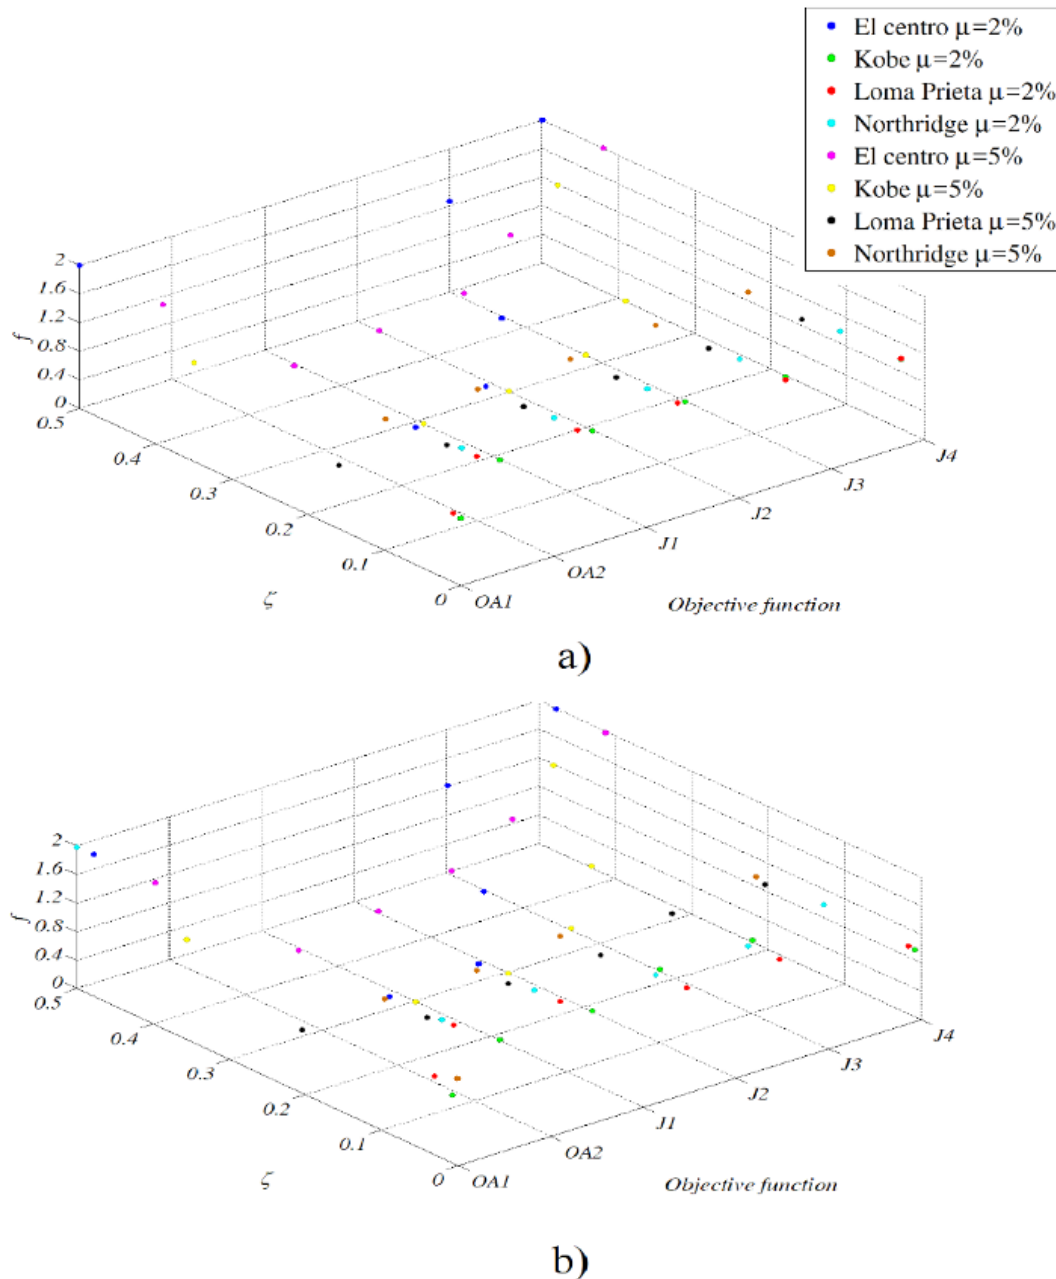 El centro μ=2%
Kobe μ=2%
Loma Prieta μ=2%
Northridge μ=2%
El centro μ=5%
Kobe μ=5%
Loma Prieta μ=5%
Northridge μ=5%
2
1.6
1.2
0.8
0.4
0
f
0.5
0.4
0.3
0.2
0.1
0
ζ
OA1
OA2
J1
J2
J3
J4
Objective function
a)
2
1.6
1.2
0.8
0.4
0
f
0.5
0.4
0.3
0.2
0.1
0
ζ
OA1
OA2
J1
J2
J3
J4
Objective function
b)